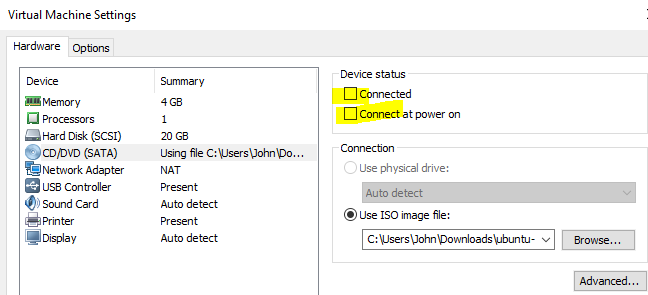 Virtual Machine Settings
Hardware Options
Device Summary
Memory 4 GB
Processors 1
Hard Disk (SCSI) 20 GB
CD/DVD (SATA) Using file C:\Users\John\Do...
Network Adapter NAT
USB Controller Present
Sound Card Auto detect
Printer Present
Display Auto detect
Device status
Connected
Connect at power on
Connection
Use physical drive:
Auto detect
Use ISO image file:
C:\Users\John\Downloads\ubuntu- Browse...
Advanced...